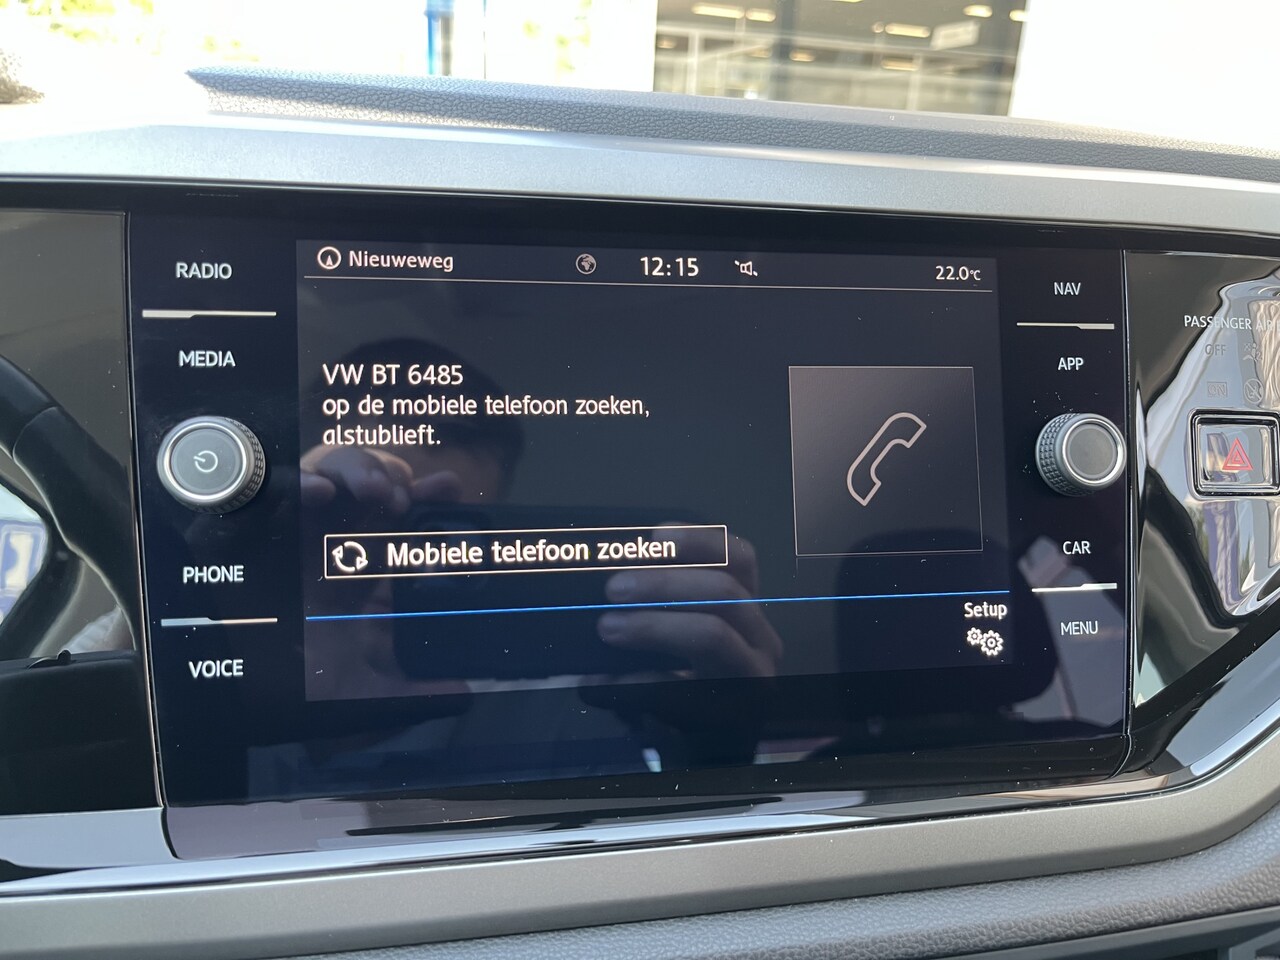 RADIO
MEDIA
PHONE
VOICE
Nieuweweg
12:15
22.0°C
VW BT 6485
op de mobiele telefoon zoeken,
alstublieft.
Mobiele telefoon zoeken
Setup
NAV
APP
CAR
MENU
PASSENGER
OFF